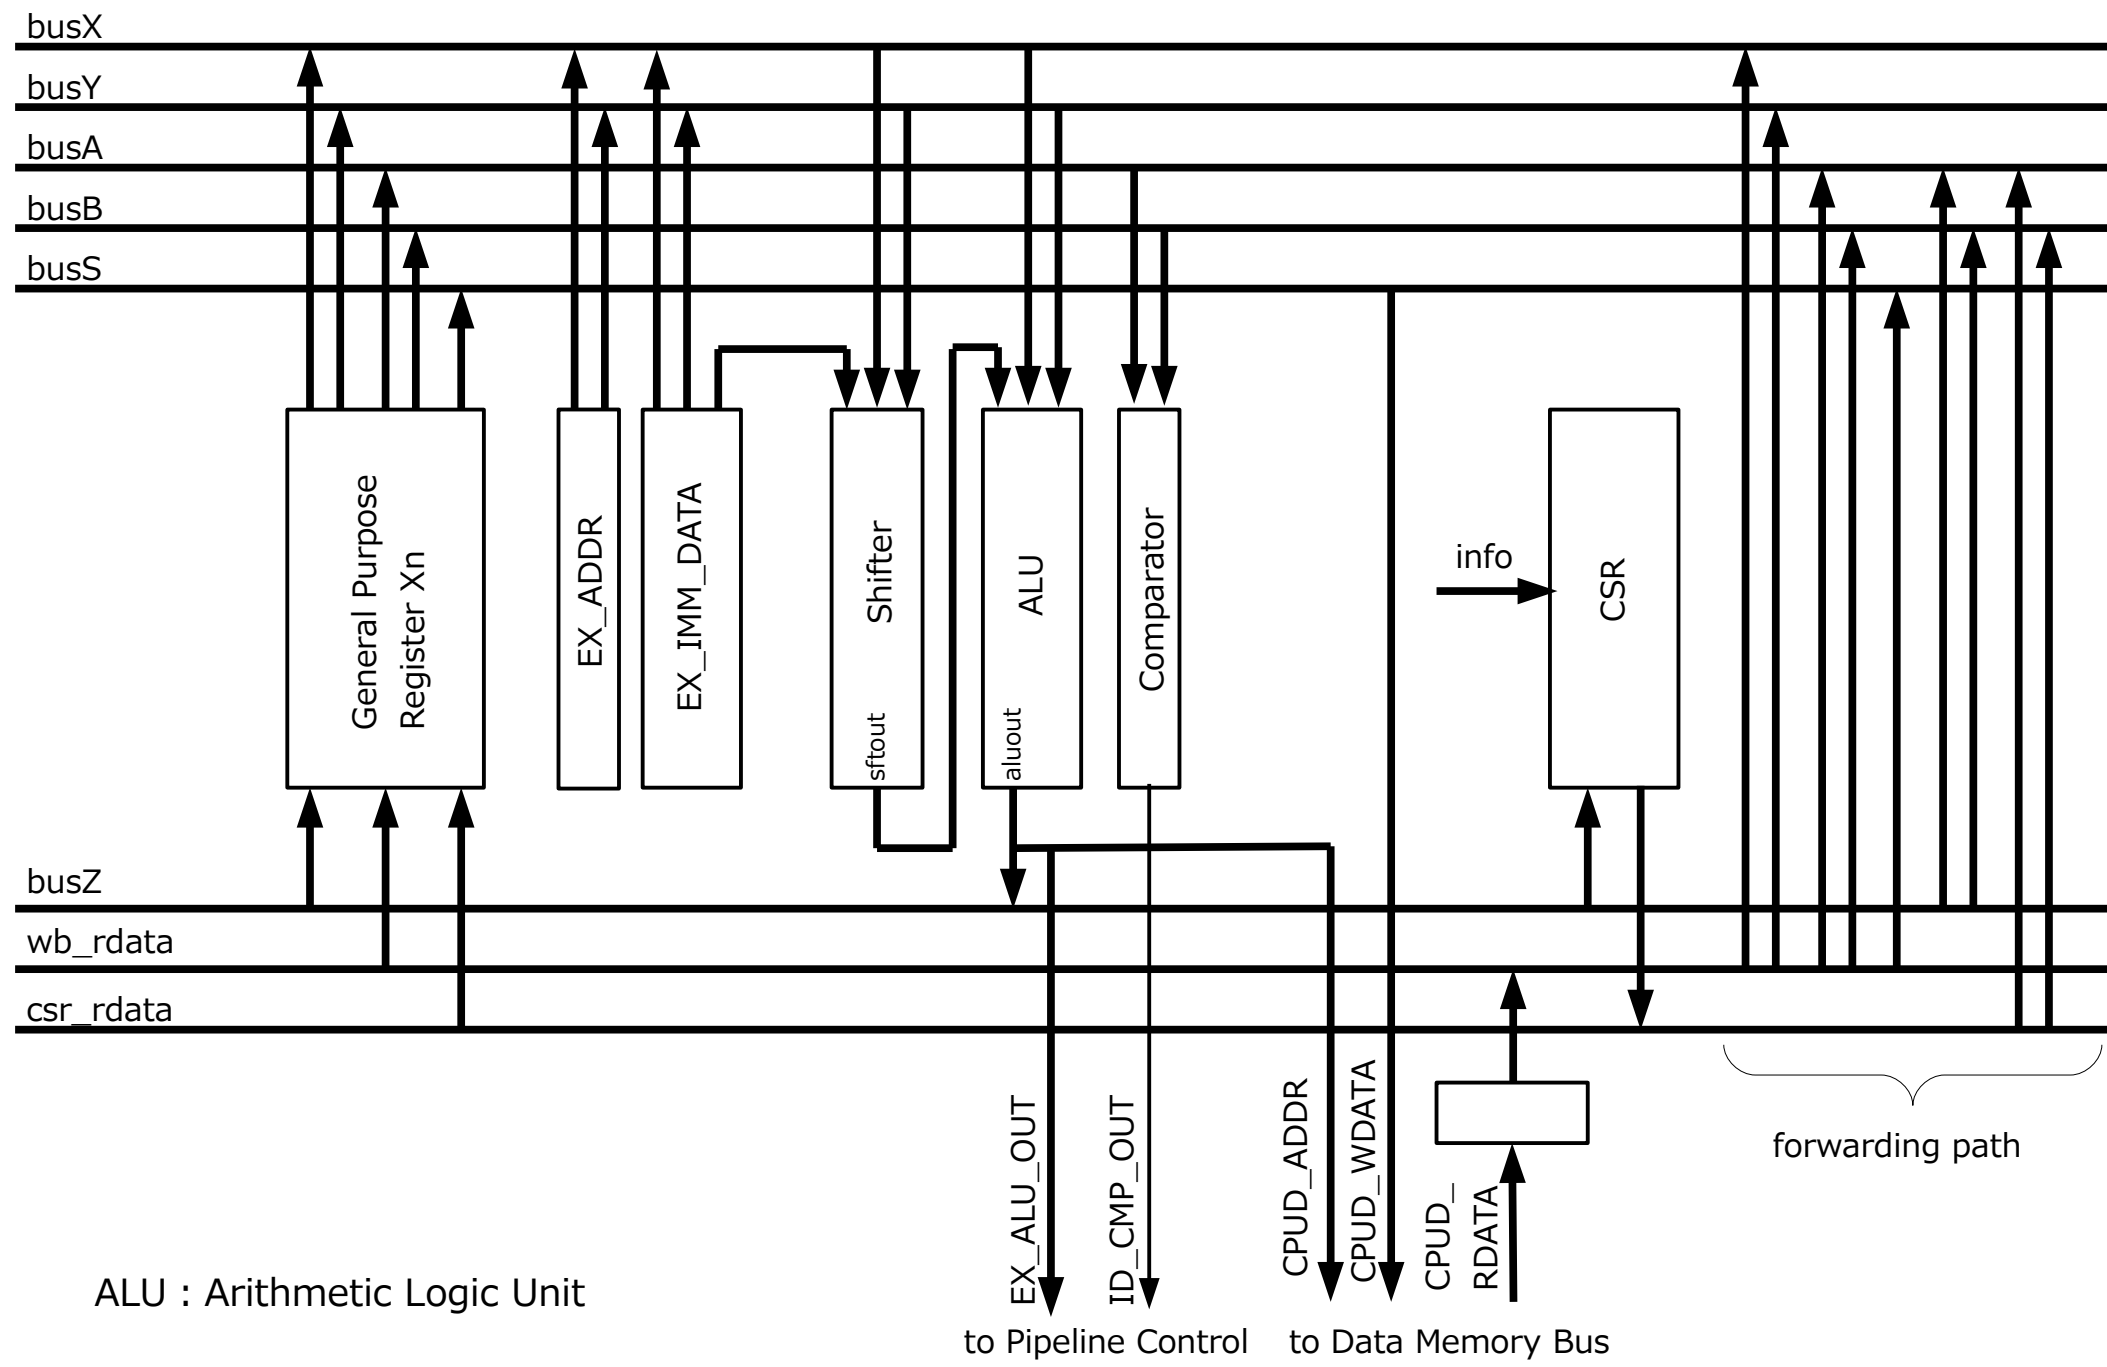 busX
busY
busA
busB
busS
General Purpose
Register Xn
EX_ADDR
EX_IMM_DATA
Shifter
sftout
ALU
aluout
Comparator
info
CSR
busZ
wb_rdata
csr_rdata
EX_ALU_OUT
ID_CMP_OUT
CPUD_ADDR
CPUD_WDATA
CPUD_
RDATA
forwarding path
ALU : Arithmetic Logic Unit
to Pipeline Control
to Data Memory Bus